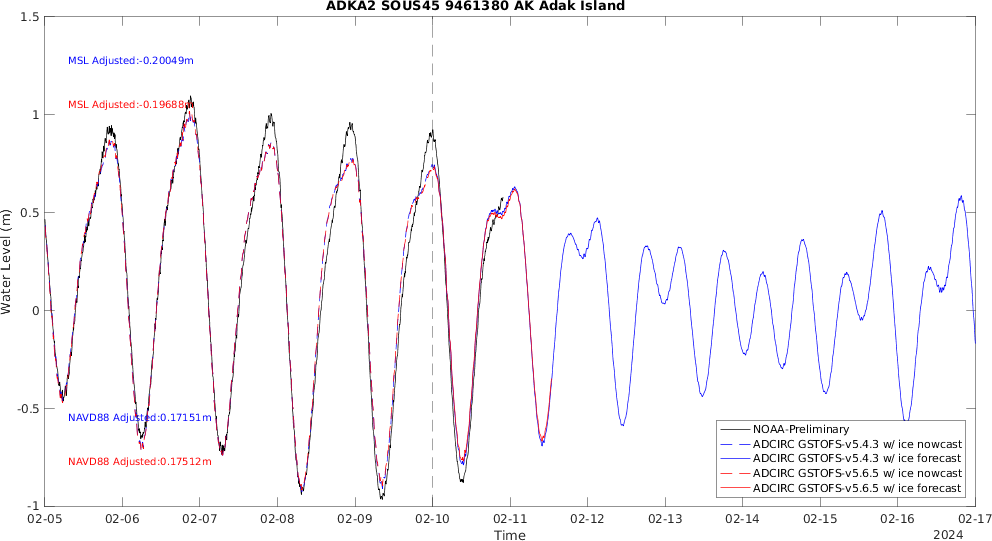 ADKA2 SOUS45 9461380 AK Adak Island
MSL Adjusted:-0.20049m
MSL Adjusted:-0.19688m
NAVD88 Adjusted:0.17151m
NAVD88 Adjusted:0.17512m
Water Level (m)
1.5
1
0.5
0
-0.5
-1
NOAA-Preliminary
ADCIRC GSTOFS-v5.4.3 w/ ice nowcast
ADCIRC GSTOFS-v5.4.3 w/ ice forecast
ADCIRC GSTOFS-v5.6.5 w/ ice nowcast
ADCIRC GSTOFS-v5.6.5 w/ ice forecast
02-05 02-06 02-07 02-08 02-09 02-10 02-11 02-12 02-13 02-14 02-15 02-16 02-17
Time
2024